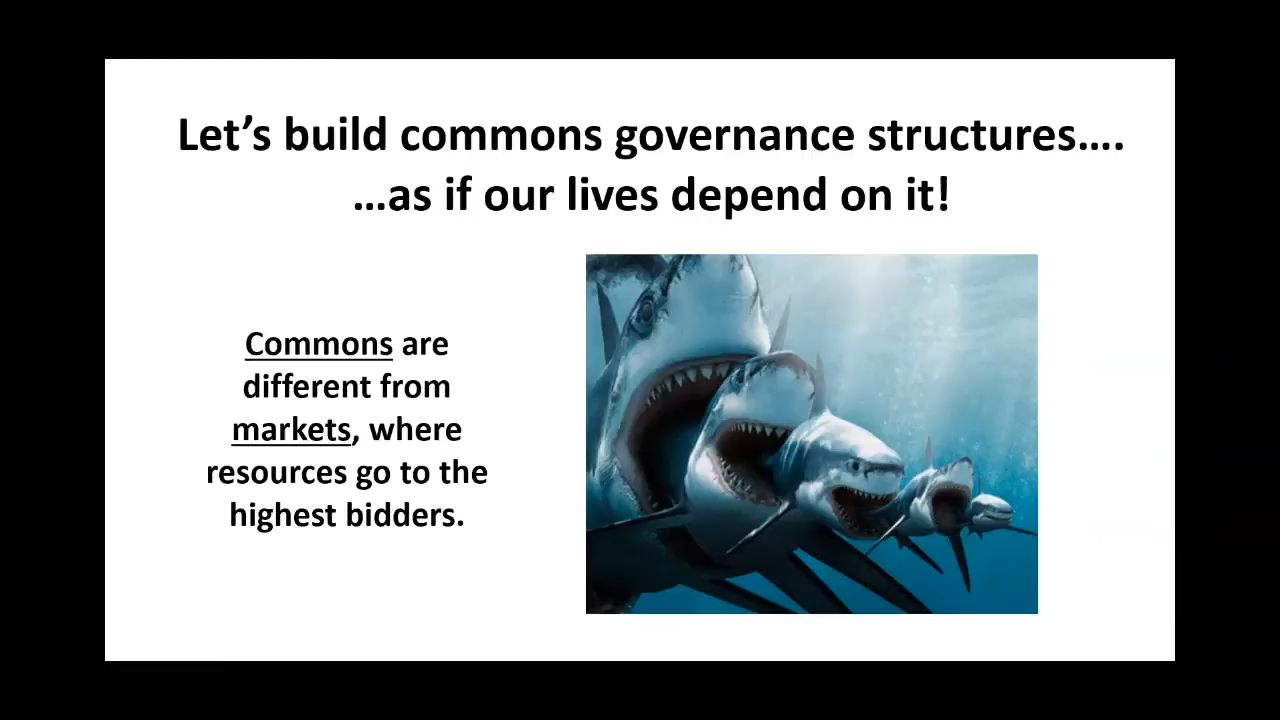 Let’s build commons governance structures....
...as if our lives depend on it!
Commons are
different from
markets, where
resources go to the
highest bidders.